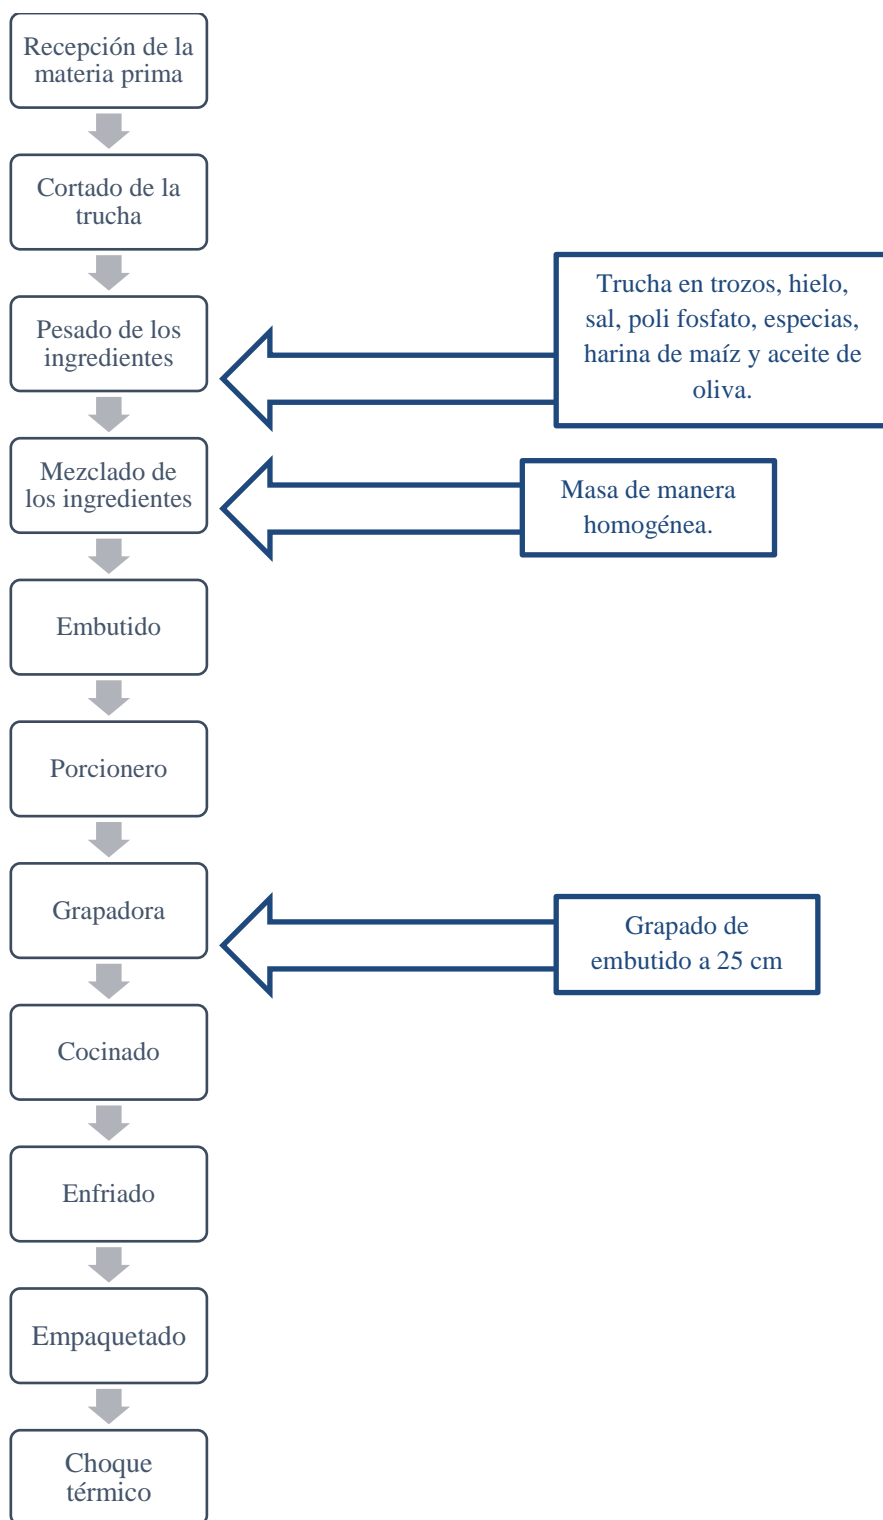 Recepción de la
materia prima
Cortado de la
trucha
Pesado de los
ingredientes
Trucha en trozos, hielo,
sal, poli fosfato, especias,
harina de maíz y aceite de
oliva.
Mezclado de
los ingredientes
Masa de manera
homogénea.
Embutido
Porcionero
Grapadora
Grapado de
embutido a 25 cm
Cocinado
Enfriado
Empaquetado
Choque
térmico